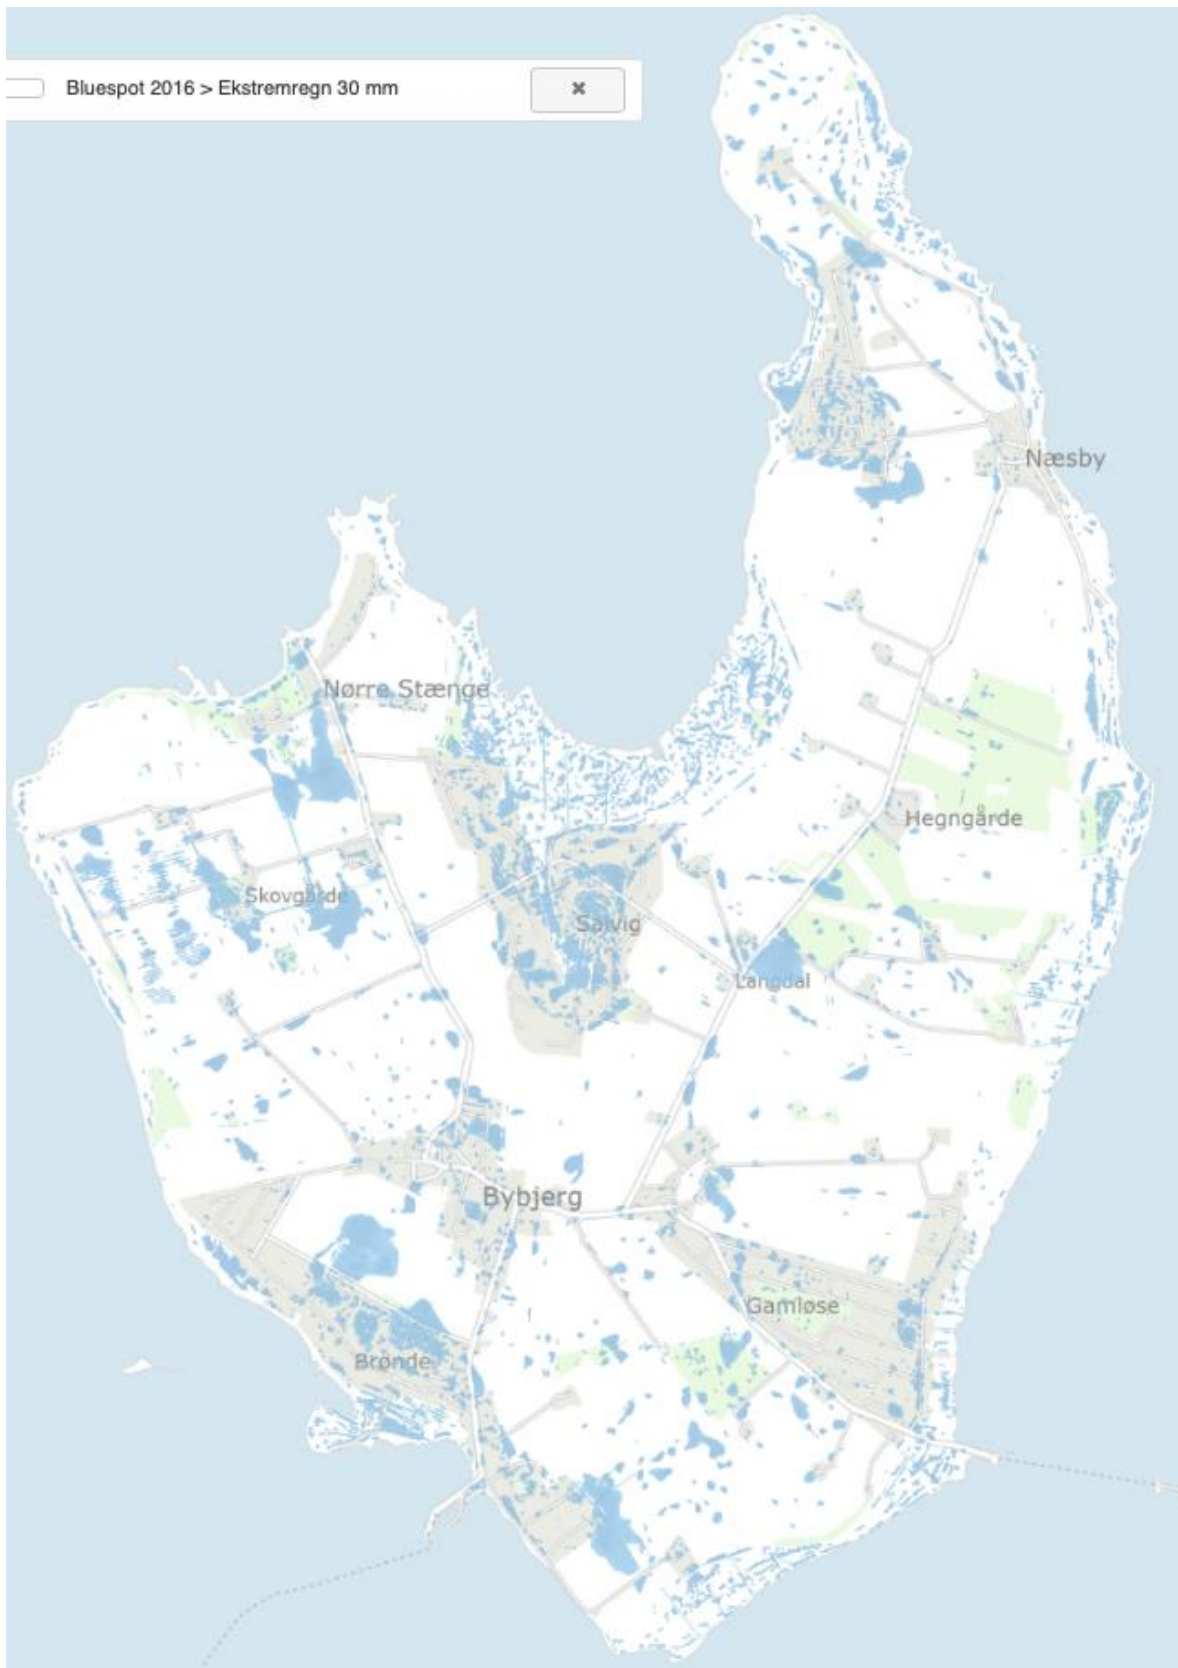 Bluespot 2016 > Ekstremregn 30 mm
Næsby
Nørre Stænge
Hegngårde
Skovgårde
Salvig
Langdal
Bybjerg
Gamløse
Brønde